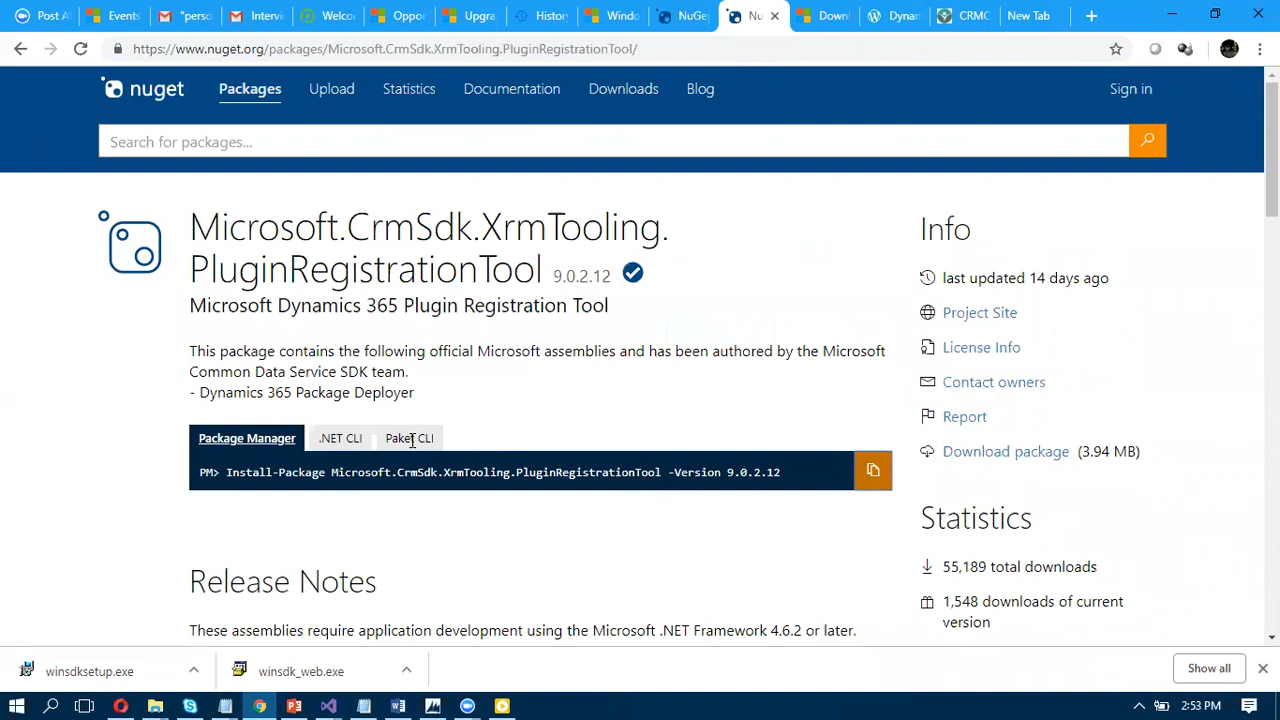 Post A
Events
"perso
Intervi
Welco
Oppor
Upgra
History
Windo
NuGe
Nu
Downl
Dynar
CRMC
New Tab
https://www.nuget.org/packages/Microsoft.CrmSdk.XrmTooling.PluginRegistrationTool/
nuget
Packages
Upload
Statistics
Documentation
Downloads
Blog
Sign in
Search for packages...
Microsoft.CrmSdk.XrmTooling.
PluginRegistrationTool 9.0.2.12
Microsoft Dynamics 365 Plugin Registration Tool
This package contains the following official Microsoft assemblies and has been authored by the Microsoft
Common Data Service SDK team.
- Dynamics 365 Package Deployer
Package Manager
.NET CLI
Paket CLI
PM> Install-Package Microsoft.CrmSdk.XrmTooling.PluginRegistrationTool -Version 9.0.2.12
Release Notes
These assemblies require application development using the Microsoft .NET Framework 4.6.2 or later.
Info
last updated 14 days ago
Project Site
License Info
Contact owners
Report
Download package (3.94 MB)
Statistics
55,189 total downloads
1,548 downloads of current
version
winsdksetup.exe
winsdk_web.exe
Show all
2:53 PM